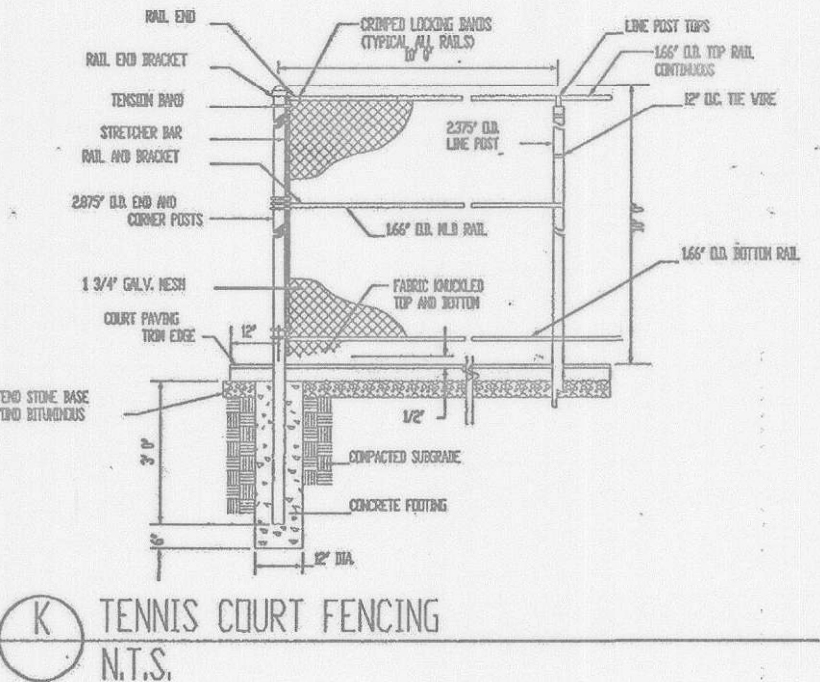 RAIL END
CRIMPED LOCKING BANDS
(TYPICAL ALL RAILS)
10' 0"
LINE POST TOPS
1.66" O.D. TOP RAIL
CONTINUOUS
RAIL END BRACKET
TENSION BAND
12" O.C. TIE WIRE
STRETCHER BAR
2.375" O.D.
LINE POST
RAIL AND BRACKET
2.875" O.D. END AND
CORNER POSTS
10' 0"
1.66" O.D. MLD RAIL
1.66" O.D. BOTTOM RAIL
1 3/4" GALV. MESH
FABRIC KNUCKLED
TOP AND BOTTOM
COURT PAVING
TRIM EDGE
12"
STONE BASE
BITUMINOUS
1/2"
3' 0"
COMPACTED SUBGRADE
CONCRETE FOOTING
6"
12" DIA.
K TENNIS COURT FENCING
N.T.S.